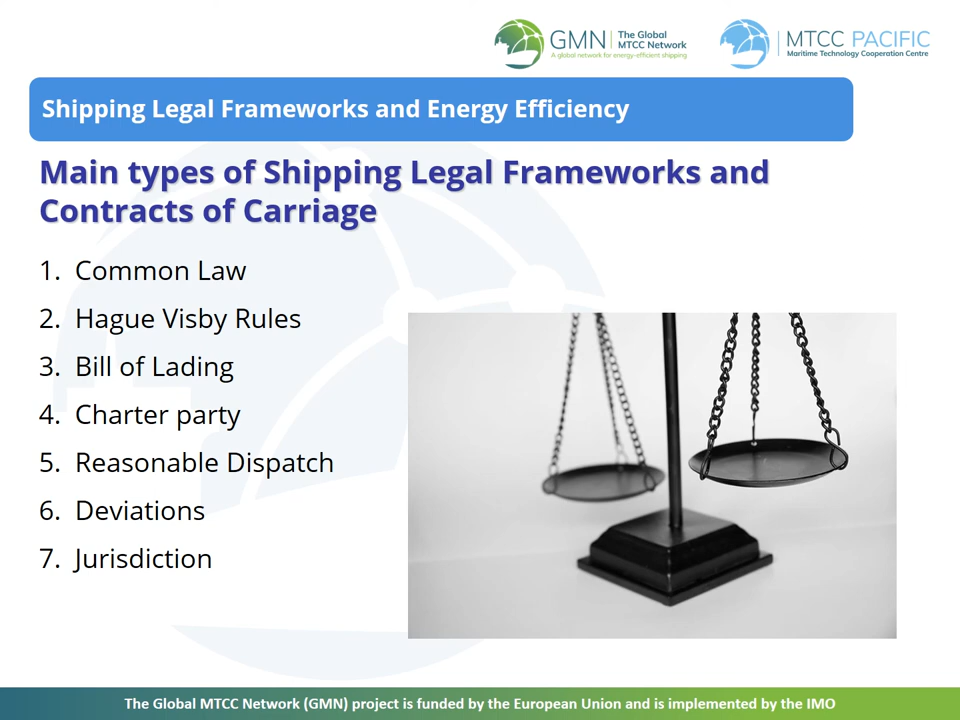 GMN
The Global
MTCC Network
A global network for energy-efficient shipping
MTCC PACIFIC
Maritime Technology Cooperation Centre
Shipping Legal Frameworks and Energy Efficiency
Main types of Shipping Legal Frameworks and
Contracts of Carriage
1. Common Law
2. Hague Visby Rules
3. Bill of Lading
4. Charter party
5. Reasonable Dispatch
6. Deviations
7. Jurisdiction
The Global MTCC Network (GMN) project is funded by the European Union and is implemented by the IMO